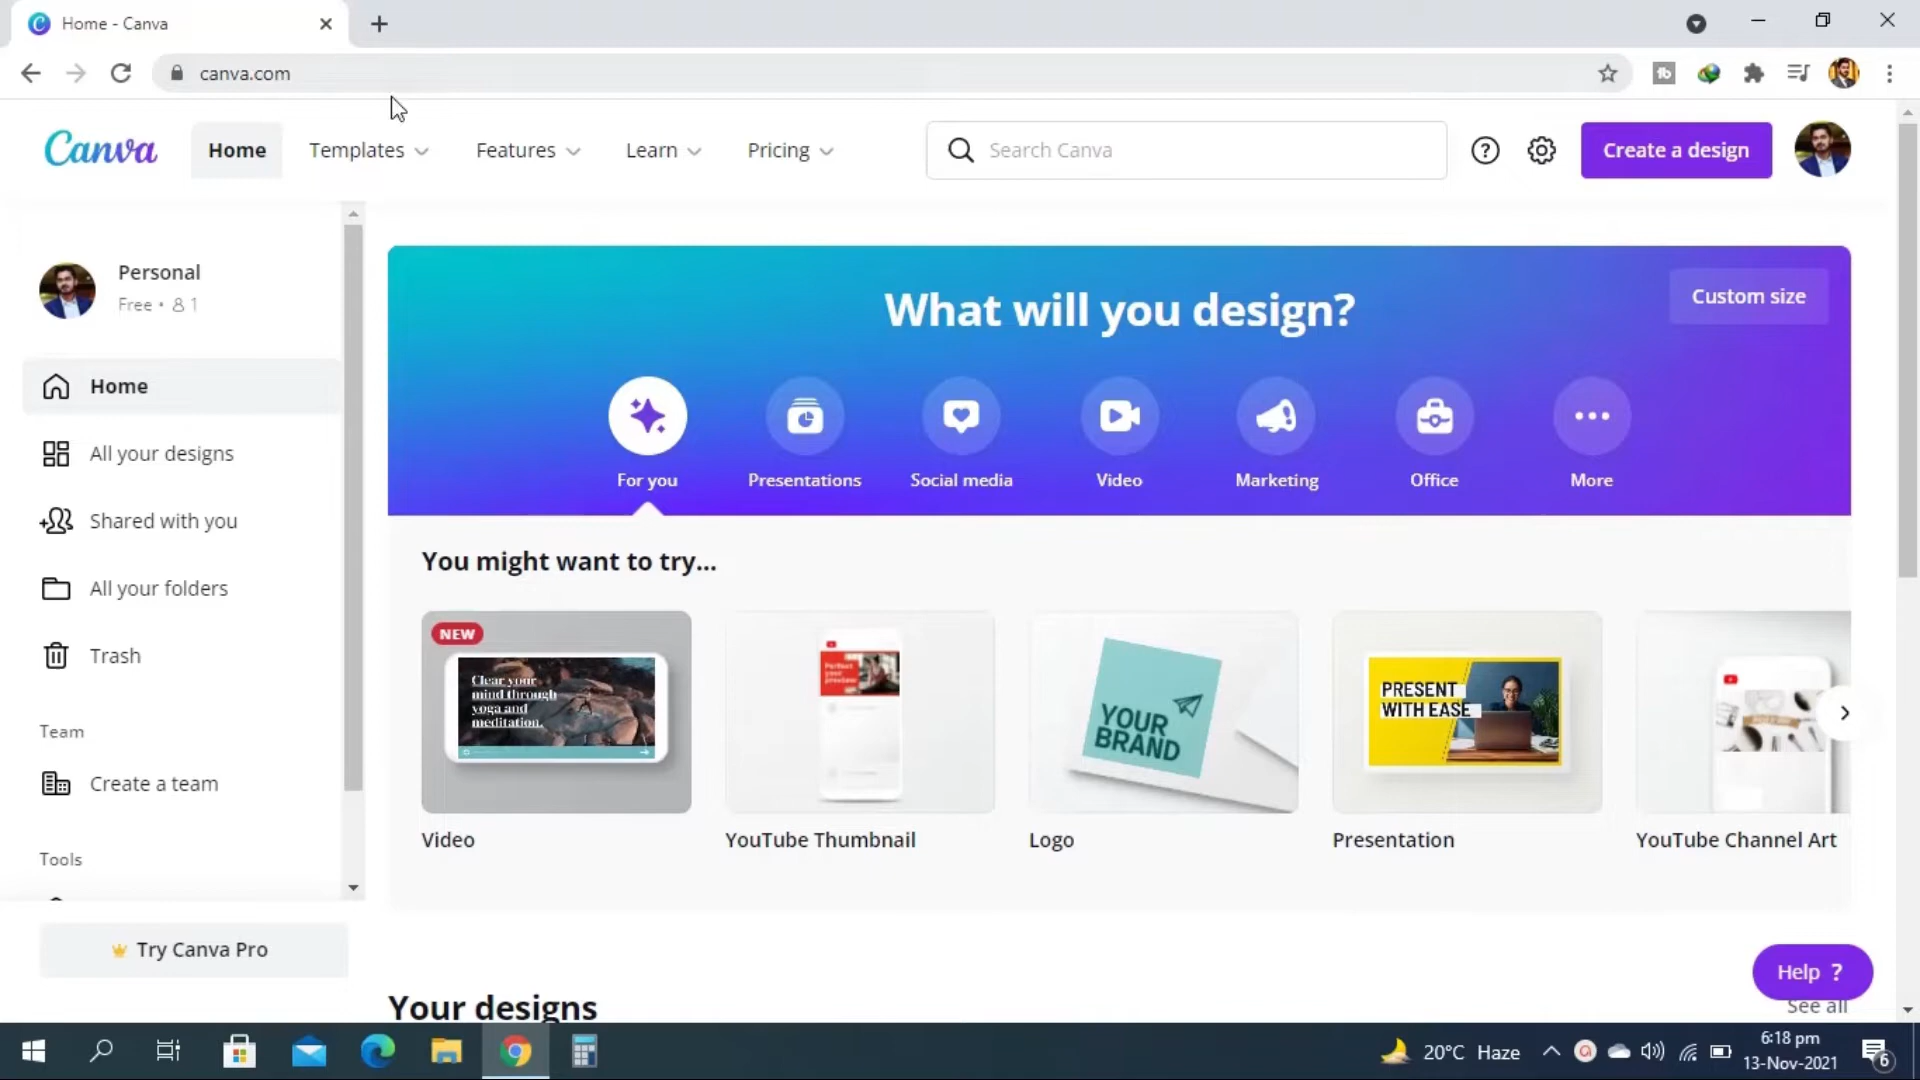 Home - Canva
canva.com
Canva
Home
Templates
Features
Learn
Pricing
Search Canva
Create a design
Personal
Free • 1
Home
All your designs
Shared with you
All your folders
Trash
Team
Create a team
Tools
Try Canva Pro
What will you design?
Custom size
For you
Presentations
Social media
Video
Marketing
Office
More
You might want to try...
NEW
Clear your
mind through
yoga and
meditation.
Video
Perfect
your
preview
YouTube Thumbnail
YOUR
BRAND
Logo
PRESENT
WITH EASE
Presentation
YouTube Channel Art
Your designs
See all
Help ?
20°C Haze
6:18 pm
13-Nov-2021
6